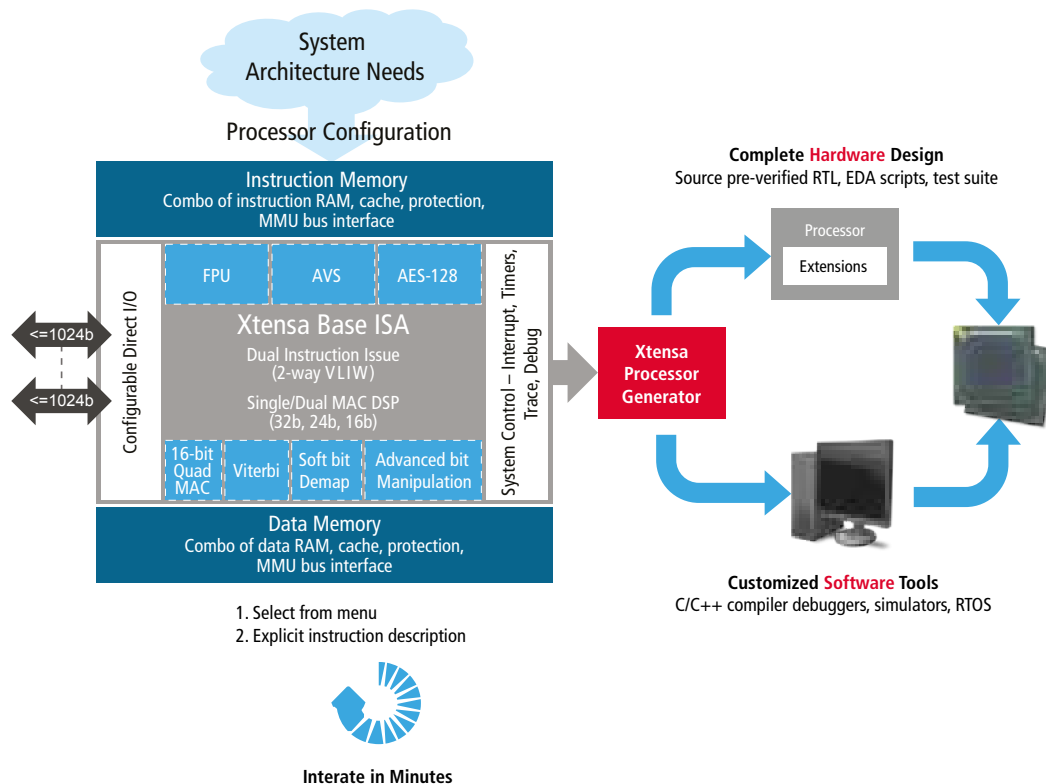 System
Architecture Needs
Processor Configuration
Instruction Memory
Combo of instruction RAM, cache, protection,
MMU bus interface
<=1024b
<=1024b
Configurable Direct I/O
FPU
AVS
AES-128
Xtensa Base ISA
Dual Instruction Issue
(2-way VLIW)
Single/Dual MAC DSP
(32b, 24b, 16b)
16-bit
Quad
MAC
Viterbi
Soft bit
Demap
Advanced bit
Manipulation
System Control – Interrupt, Timers,
Trace, Debug
Data Memory
Combo of data RAM, cache, protection,
MMU bus interface
1. Select from menu
2. Explicit instruction description
Interate in Minutes
Xtensa
Processor
Generator
Complete Hardware Design
Source pre-verified RTL, EDA scripts, test suite
Processor
Extensions
Customized Software Tools
C/C++ compiler debuggers, simulators, RTOS